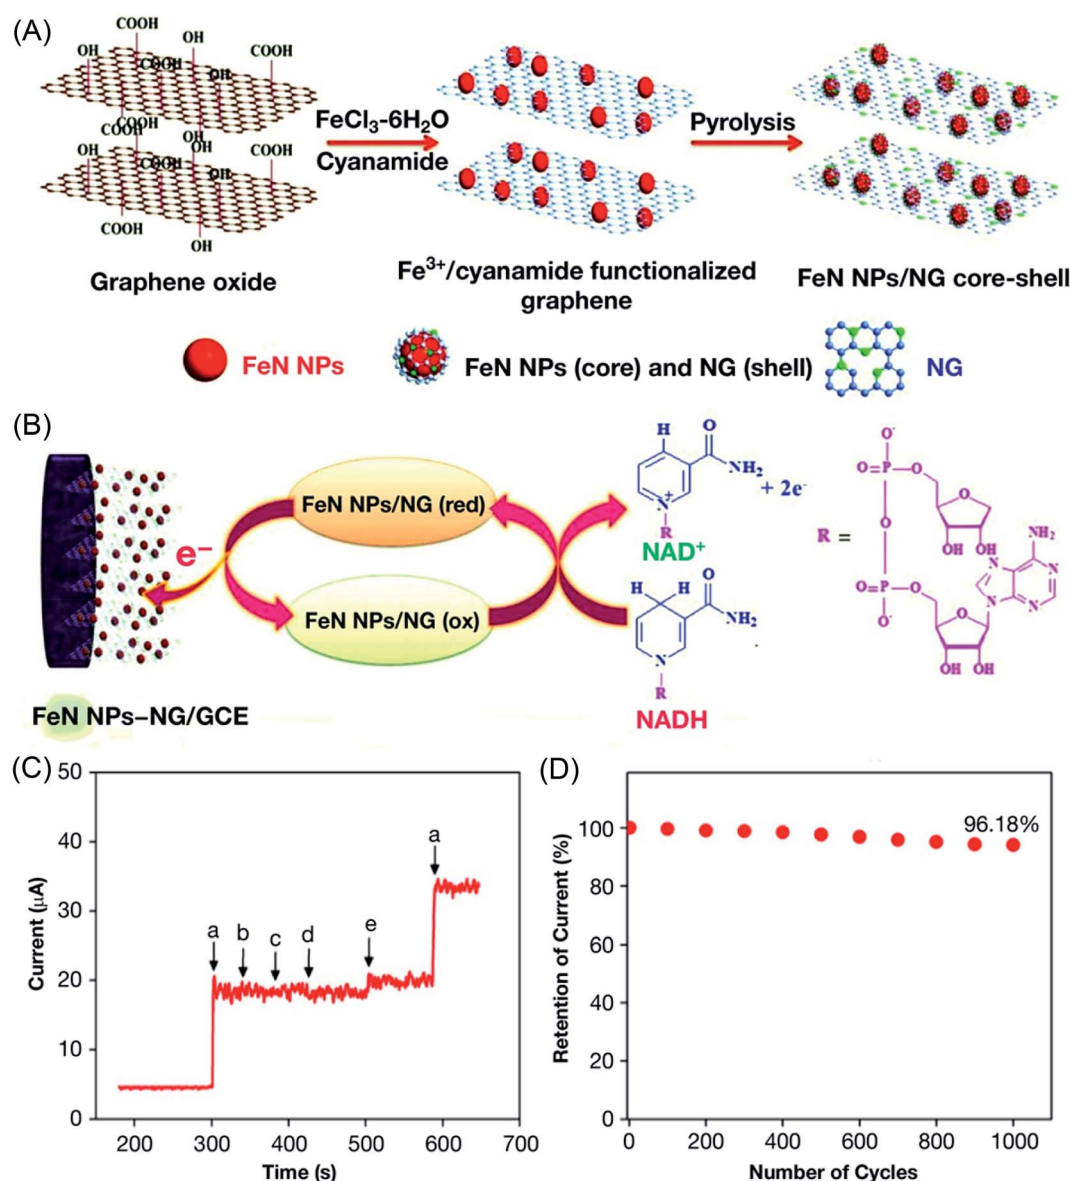 (A)
COOH
OH
OH
COOH
COOH
OH
COOH
COOH
OH
OH
COOH
COOH
OH
COOH
OH
FeCl3-6H2O
Cyanamide
Pyrolysis
Graphene oxide
Fe3+/cyanamide functionalized
graphene
FeN NPs/NG core-shell
FeN NPs
FeN NPs (core) and NG (shell)
NG
(B)
FeN NPs/NG (red)
e–
FeN NPs/NG (ox)
FeN NPs–NG/GCE
H
O
NH2
+ 2e-
N+
R
NAD+
H
H
O
NH2
N
R
NADH
R =
O-
O=P–O
O
O
OH
OH
O
NH2
N
N
N
N
O=P–O
O-
O
OH
OH
(C)
50
40
30
20
10
0
Current (µA)
a
b
c
d
e
a
200
300
400
500
600
700
Time (s)
(D)
100
80
60
40
20
0
Retention of Current (%)
96.18%
0
200
400
600
800
1000
Number of Cycles